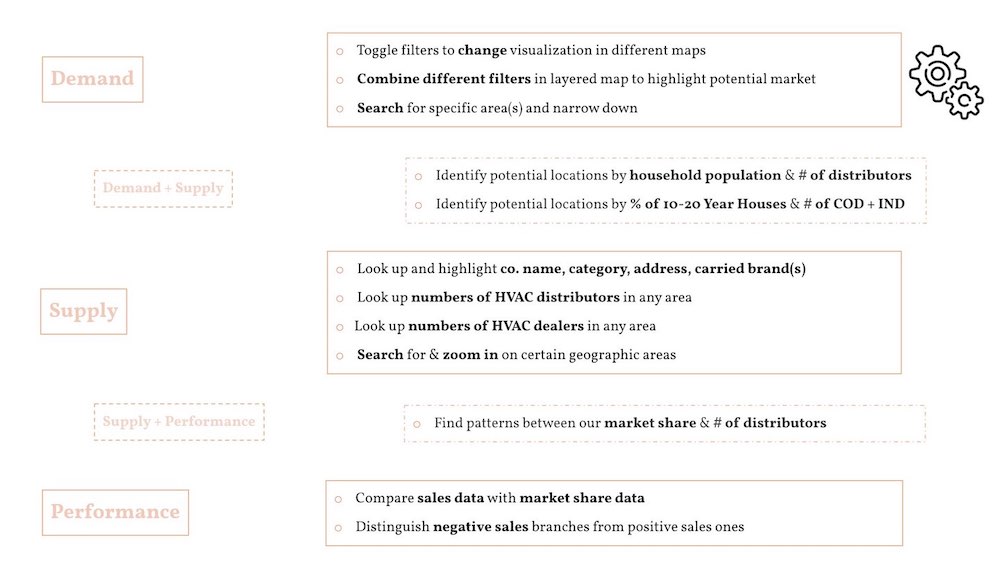 Demand
Toggle filters to change visualization in different maps
Combine different filters in layered map to highlight potential market
Search for specific area(s) and narrow down
Demand + Supply
Identify potential locations by household population & # of distributors
Identify potential locations by % of 10-20 Year Houses & # of COD + IND
Supply
Look up and highlight co. name, category, address, carried brand(s)
Look up numbers of HVAC distributors in any area
Look up numbers of HVAC dealers in any area
Search for & zoom in on certain geographic areas
Supply + Performance
Find patterns between our market share & # of distributors
Performance
Compare sales data with market share data
Distinguish negative sales branches from positive sales ones